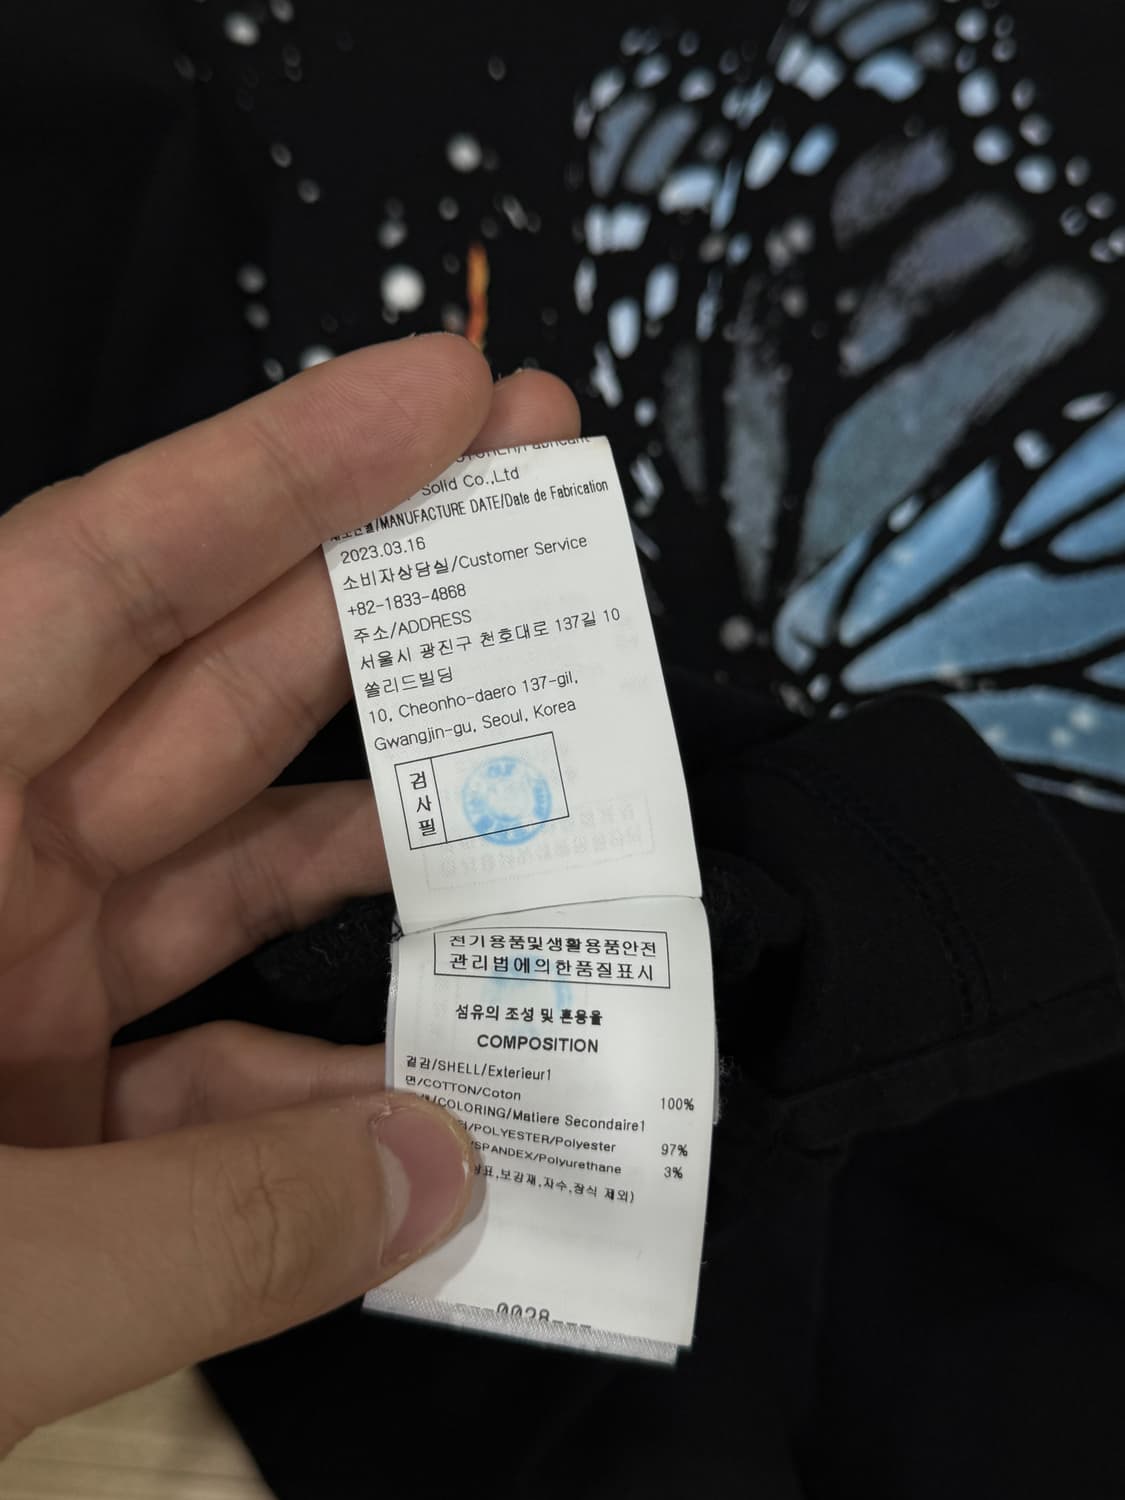 Solid Co.,Ltd
/MANUFACTURE DATE/Date de Fabrication
2023.03.16
소비자상담실/Customer Service
+82-1833-4868
주소/ADDRESS
서울시 광진구 천호대로 137길 10
쏠리드빌딩
10, Cheonho-daero 137-gil,
Gwangjin-gu, Seoul, Korea
검사필
전기용품및생활용품안전
관리법에의한품질표시
섬유의 조성 및 혼용율
COMPOSITION
겉감/SHELL/Exterieur1
면/COTTON/Coton 100%
/COLORING/Matiere Secondaire1
/POLYESTER/Polyester 97%
/SPANDEX/Polyurethane 3%
보강재,자수,장식 제외)